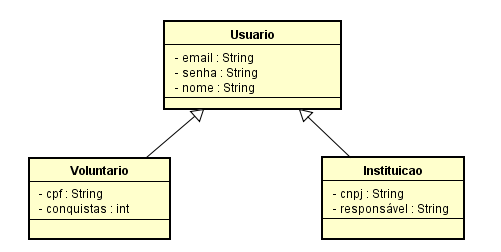 Usuario
- email : String
- senha : String
- nome : String
Voluntario
- cpf : String
- conquistas : int
Instituicao
- cnpj : String
- responsável : String